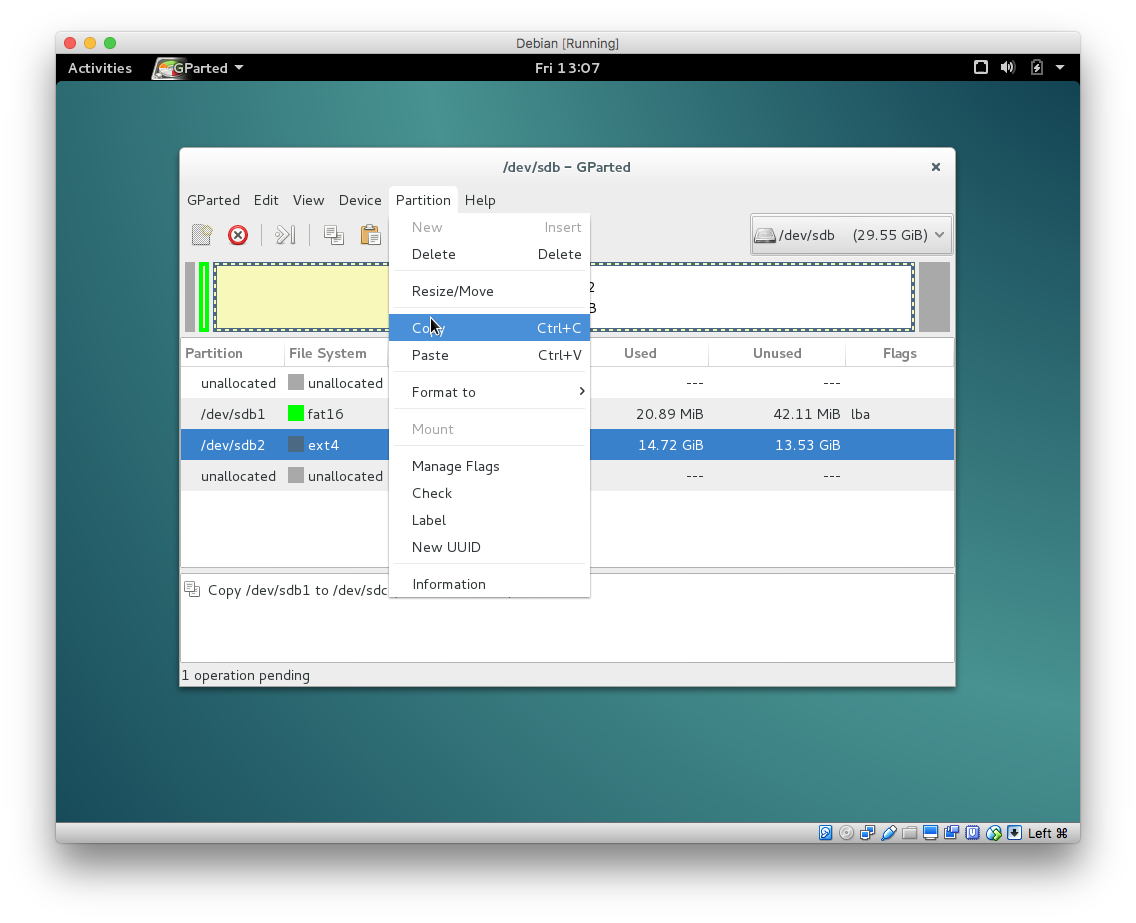 Debian [Running]
Activities GParted Fri 13:07
/dev/sdb – GParted
GParted Edit View Device Partition Help
New Insert
Delete Delete
/dev/sdb (29.55 GiB)
Resize/Move
2
B
Copy Ctrl+C
Partition File System Used Unused Flags
Paste Ctrl+V
unallocated unallocated --- ---
Format to
/dev/sdb1 fat16 20.89 MiB 42.11 MiB lba
Mount
/dev/sdb2 ext4 14.72 GiB 13.53 GiB
Manage Flags
unallocated unallocated --- ---
Check
Label
New UUID
Information
Copy /dev/sdb1 to /dev/sdc
1 operation pending
Left ⌘